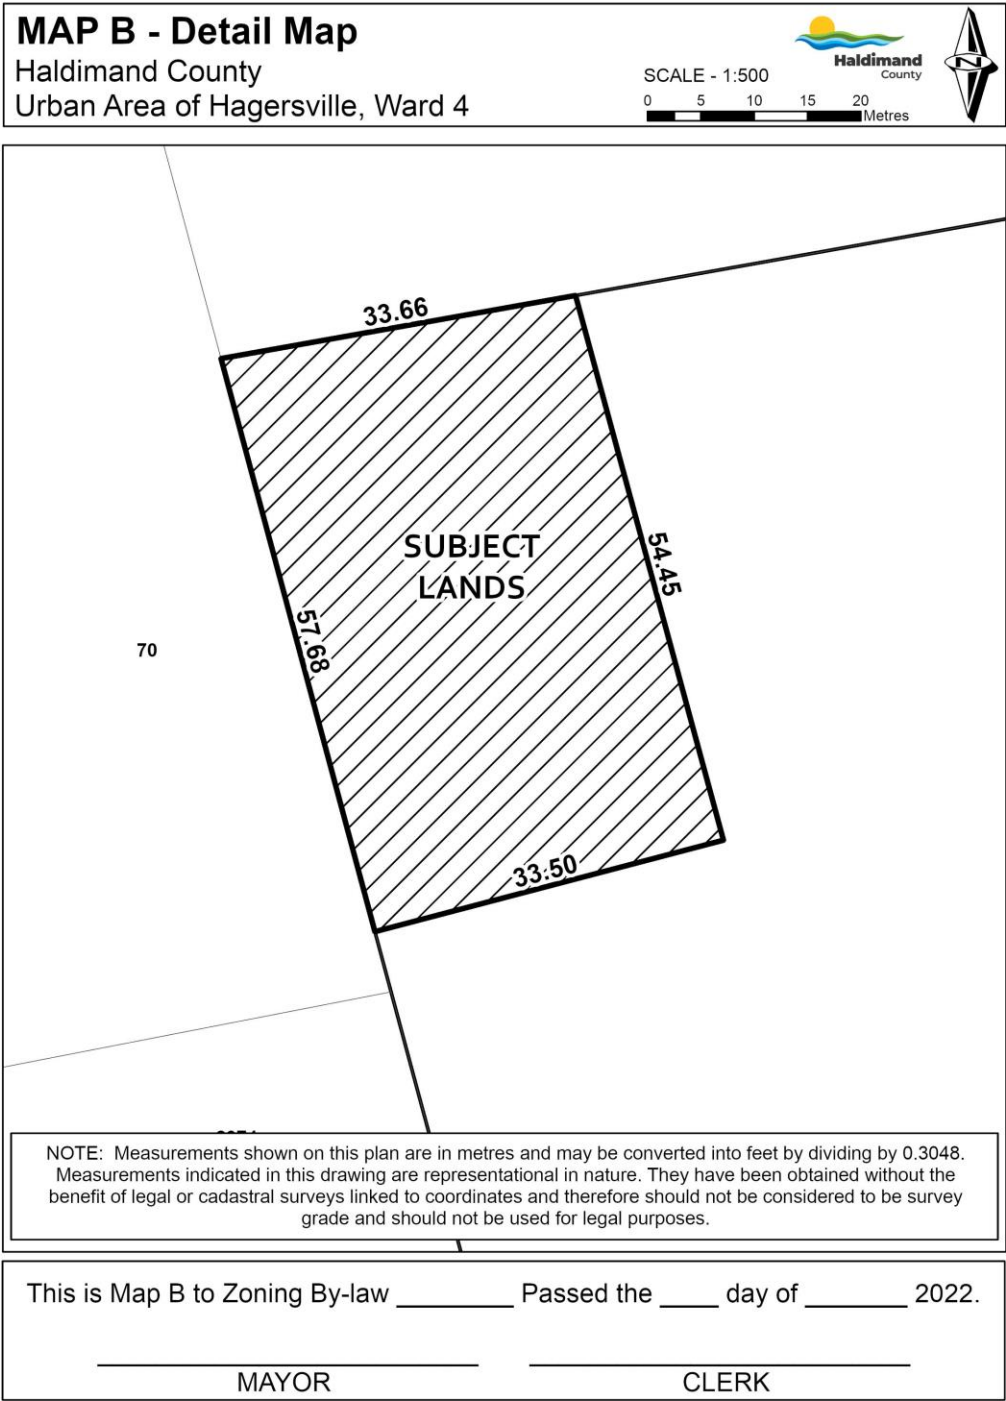 MAP B - Detail Map
Haldimand County
Urban Area of Hagersville, Ward 4
SCALE - 1:500
0 5 10 15 20
Metres
Haldimand
County
N
33.66
SUBJECT
LANDS
54.45
57.68
70
33.50
NOTE: Measurements shown on this plan are in metres and may be converted into feet by dividing by 0.3048.
Measurements indicated in this drawing are representational in nature. They have been obtained without the
benefit of legal or cadastral surveys linked to coordinates and therefore should not be considered to be survey
grade and should not be used for legal purposes.
This is Map B to Zoning By-law ________ Passed the ____ day of _______ 2022.
MAYOR CLERK